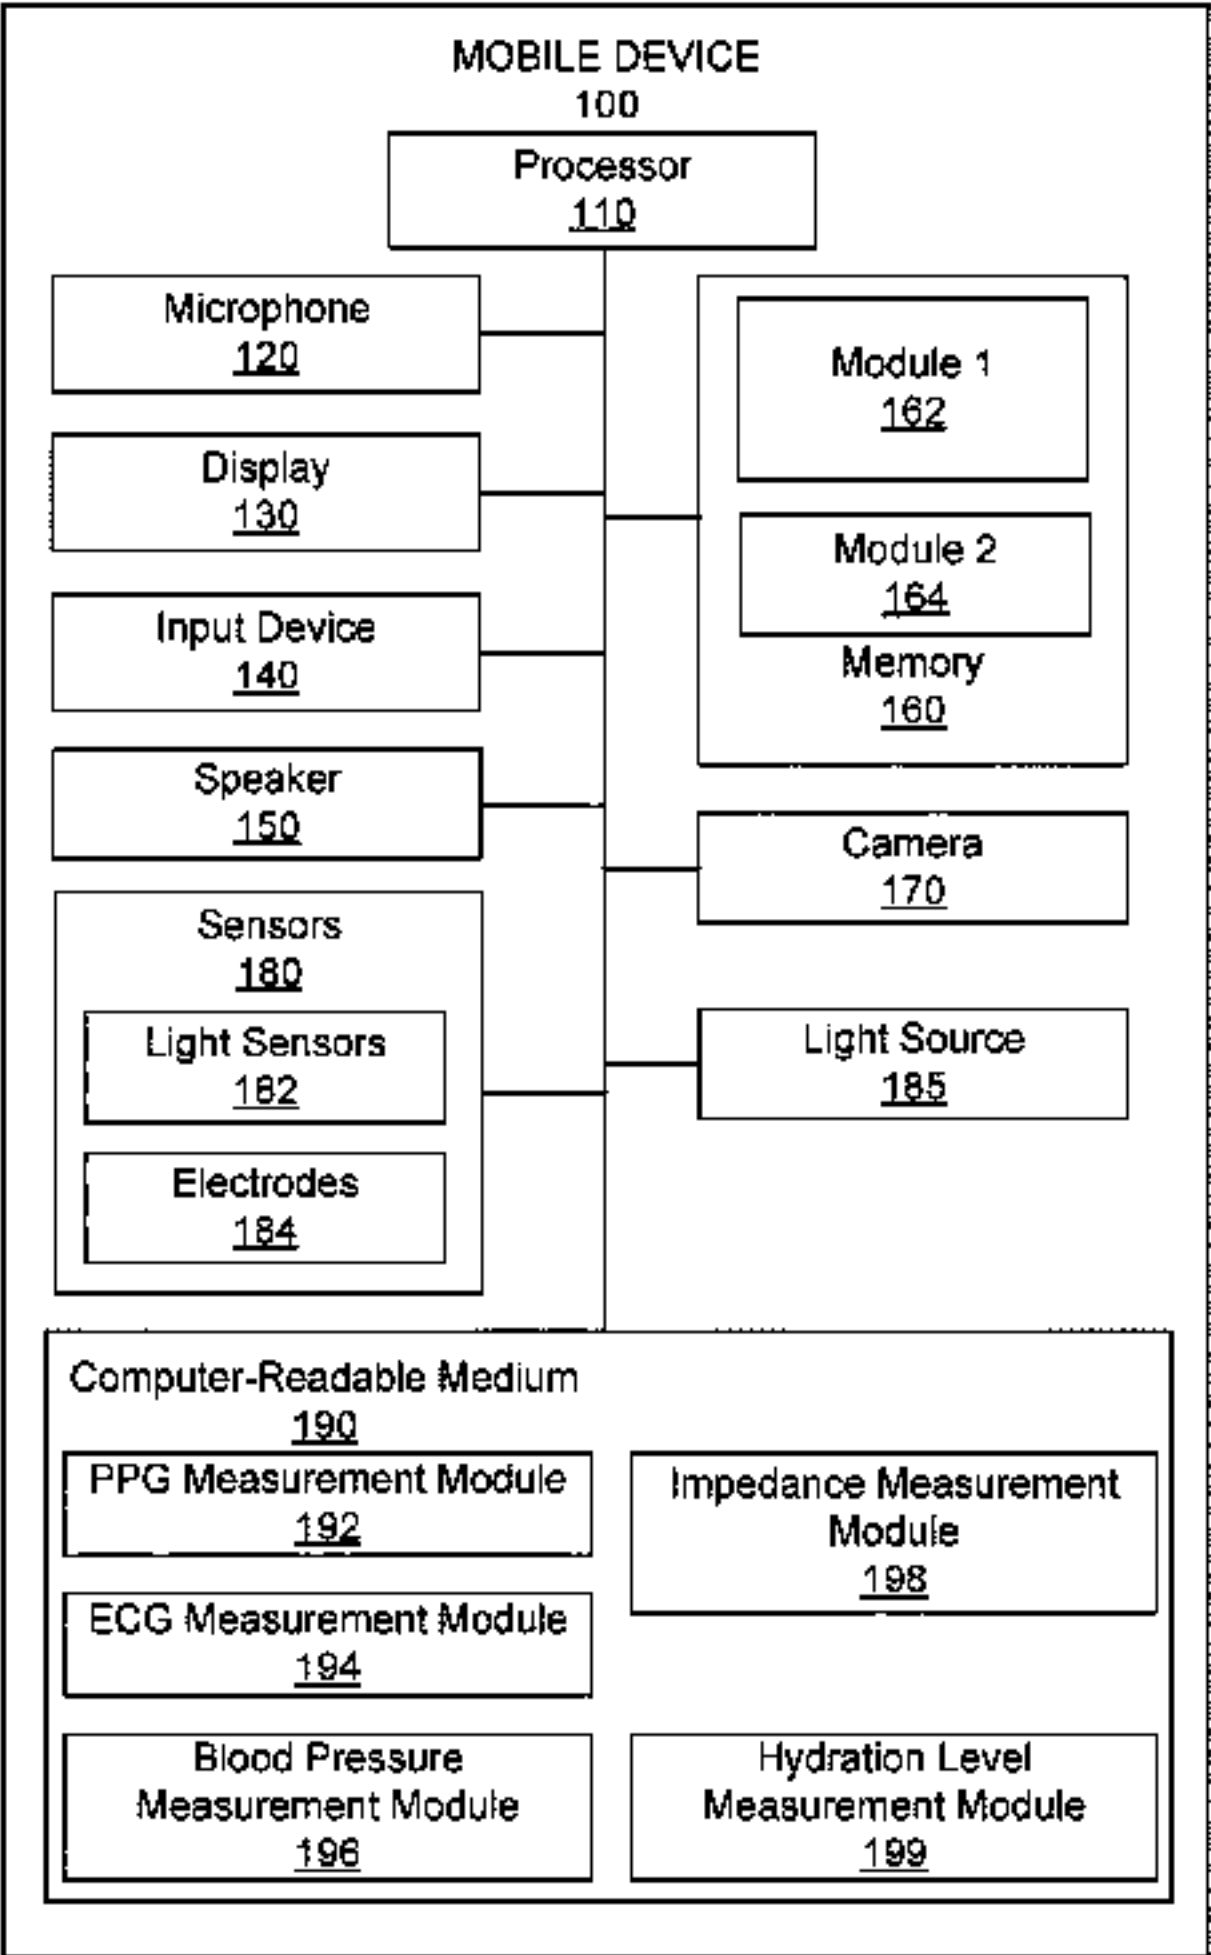 MOBILE DEVICE
100
Processor
110
Microphone
120
Display
130
Input Device
140
Speaker
150
Sensors
180
Light Sensors
182
Electrodes
184
Module 1
162
Module 2
164
Memory
160
Camera
170
Light Source
185
Computer-Readable Medium
190
PPG Measurement Module
192
ECG Measurement Module
194
Blood Pressure
Measurement Module
196
Impedance Measurement
Module
198
Hydration Level
Measurement Module
199